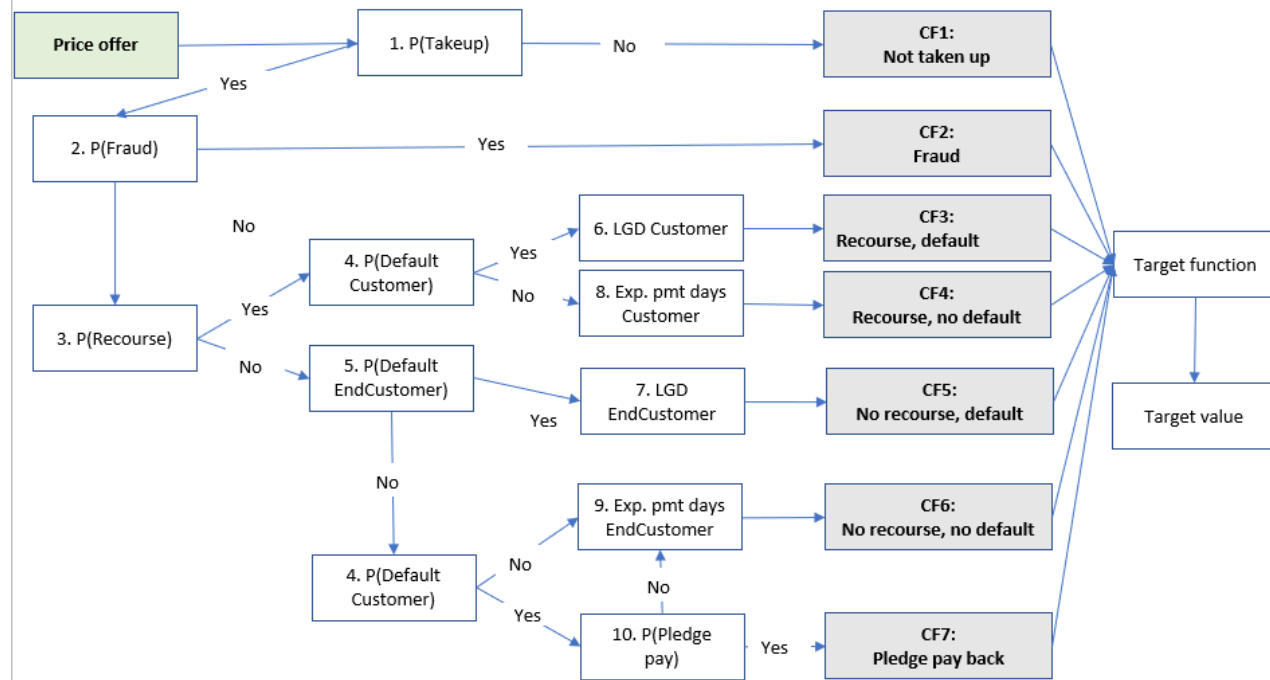 Price offer
1. P(Takeup)
No
CF1:
Not taken up
Yes
2. P(Fraud)
Yes
CF2:
Fraud
No
6. LGD Customer
CF3:
Recourse, default
4. P(Default
Customer)
Yes
No
8. Exp. pmt days
Customer
CF4:
Recourse, no default
Target function
3. P(Recourse)
Yes
No
5. P(Default
EndCustomer)
Yes
7. LGD
EndCustomer
CF5:
No recourse, default
Target value
No
9. Exp. pmt days
EndCustomer
CF6:
No recourse, no default
4. P(Default
Customer)
No
Yes
No
10. P(Pledge
pay)
Yes
CF7:
Pledge pay back